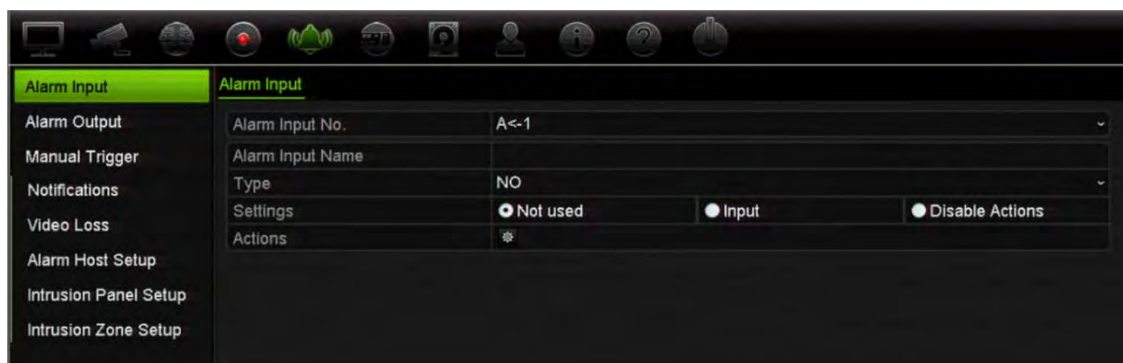 Alarm Input
Alarm Output
Manual Trigger
Notifications
Video Loss
Alarm Host Setup
Intrusion Panel Setup
Intrusion Zone Setup
Alarm Input
Alarm Input No. A<-1
Alarm Input Name
Type NO
Settings Not used Input Disable Actions
Actions